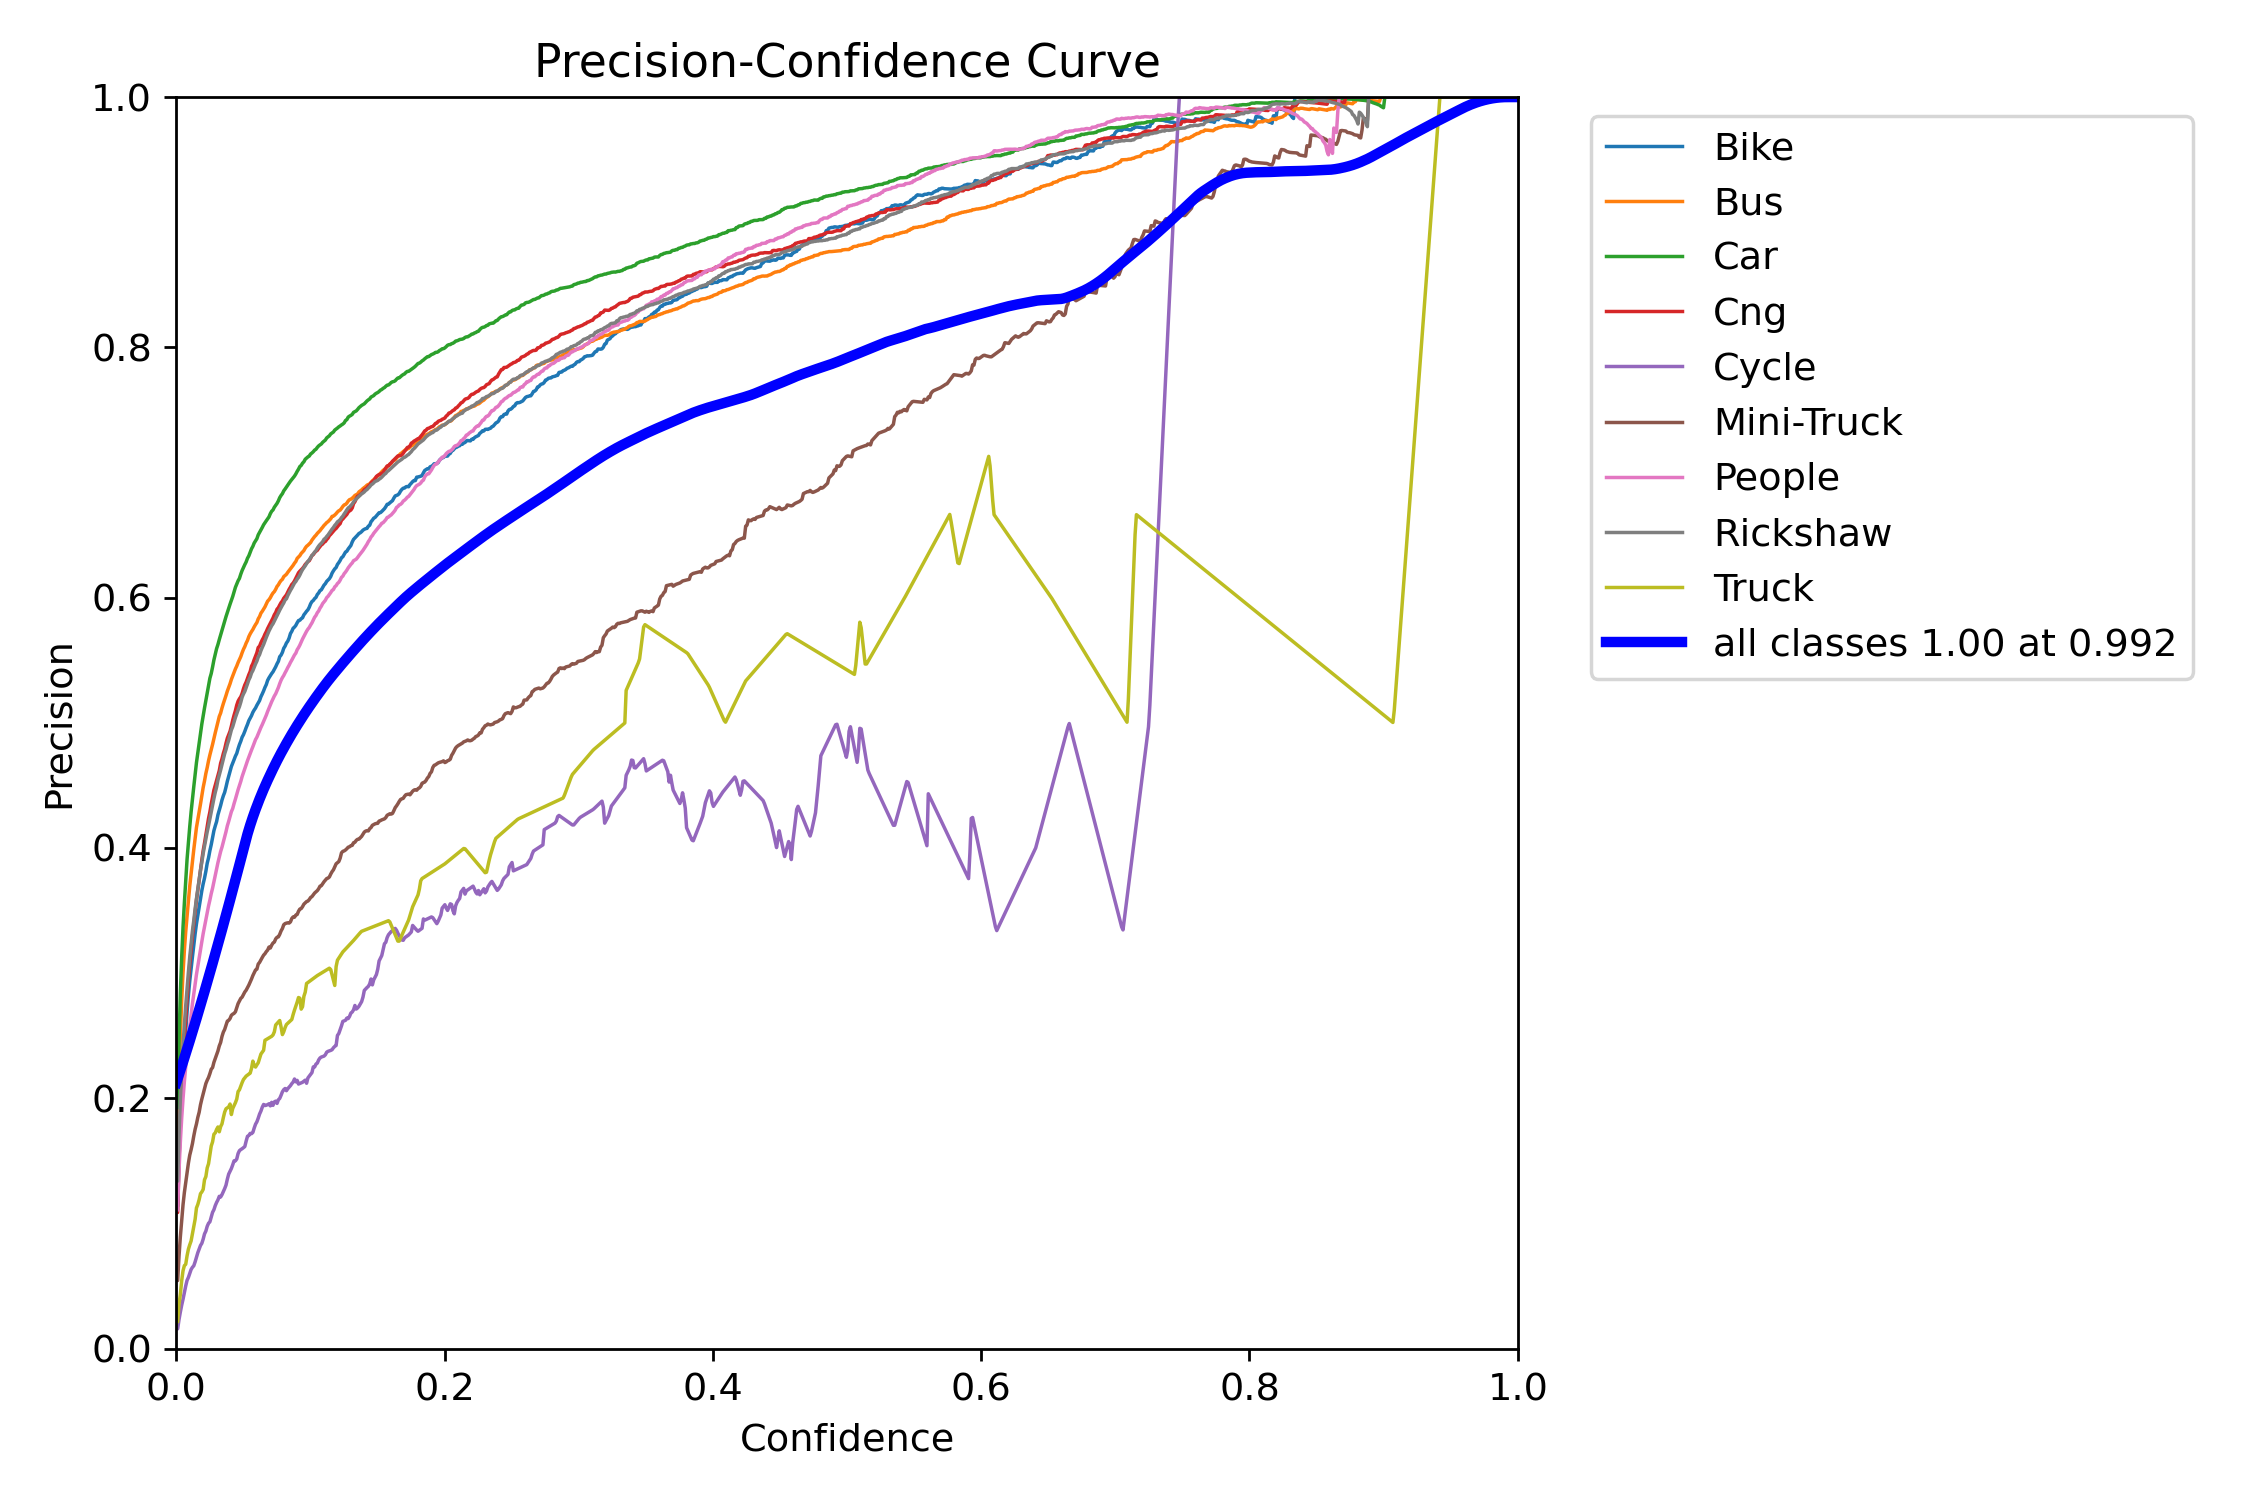 Precision-Confidence Curve
1.0
0.8
0.6
0.4
0.2
0.0
Precision
0.0 0.2 0.4 0.6 0.8 1.0
Confidence
Bike
Bus
Car
Cng
Cycle
Mini-Truck
People
Rickshaw
Truck
all classes 1.00 at 0.992